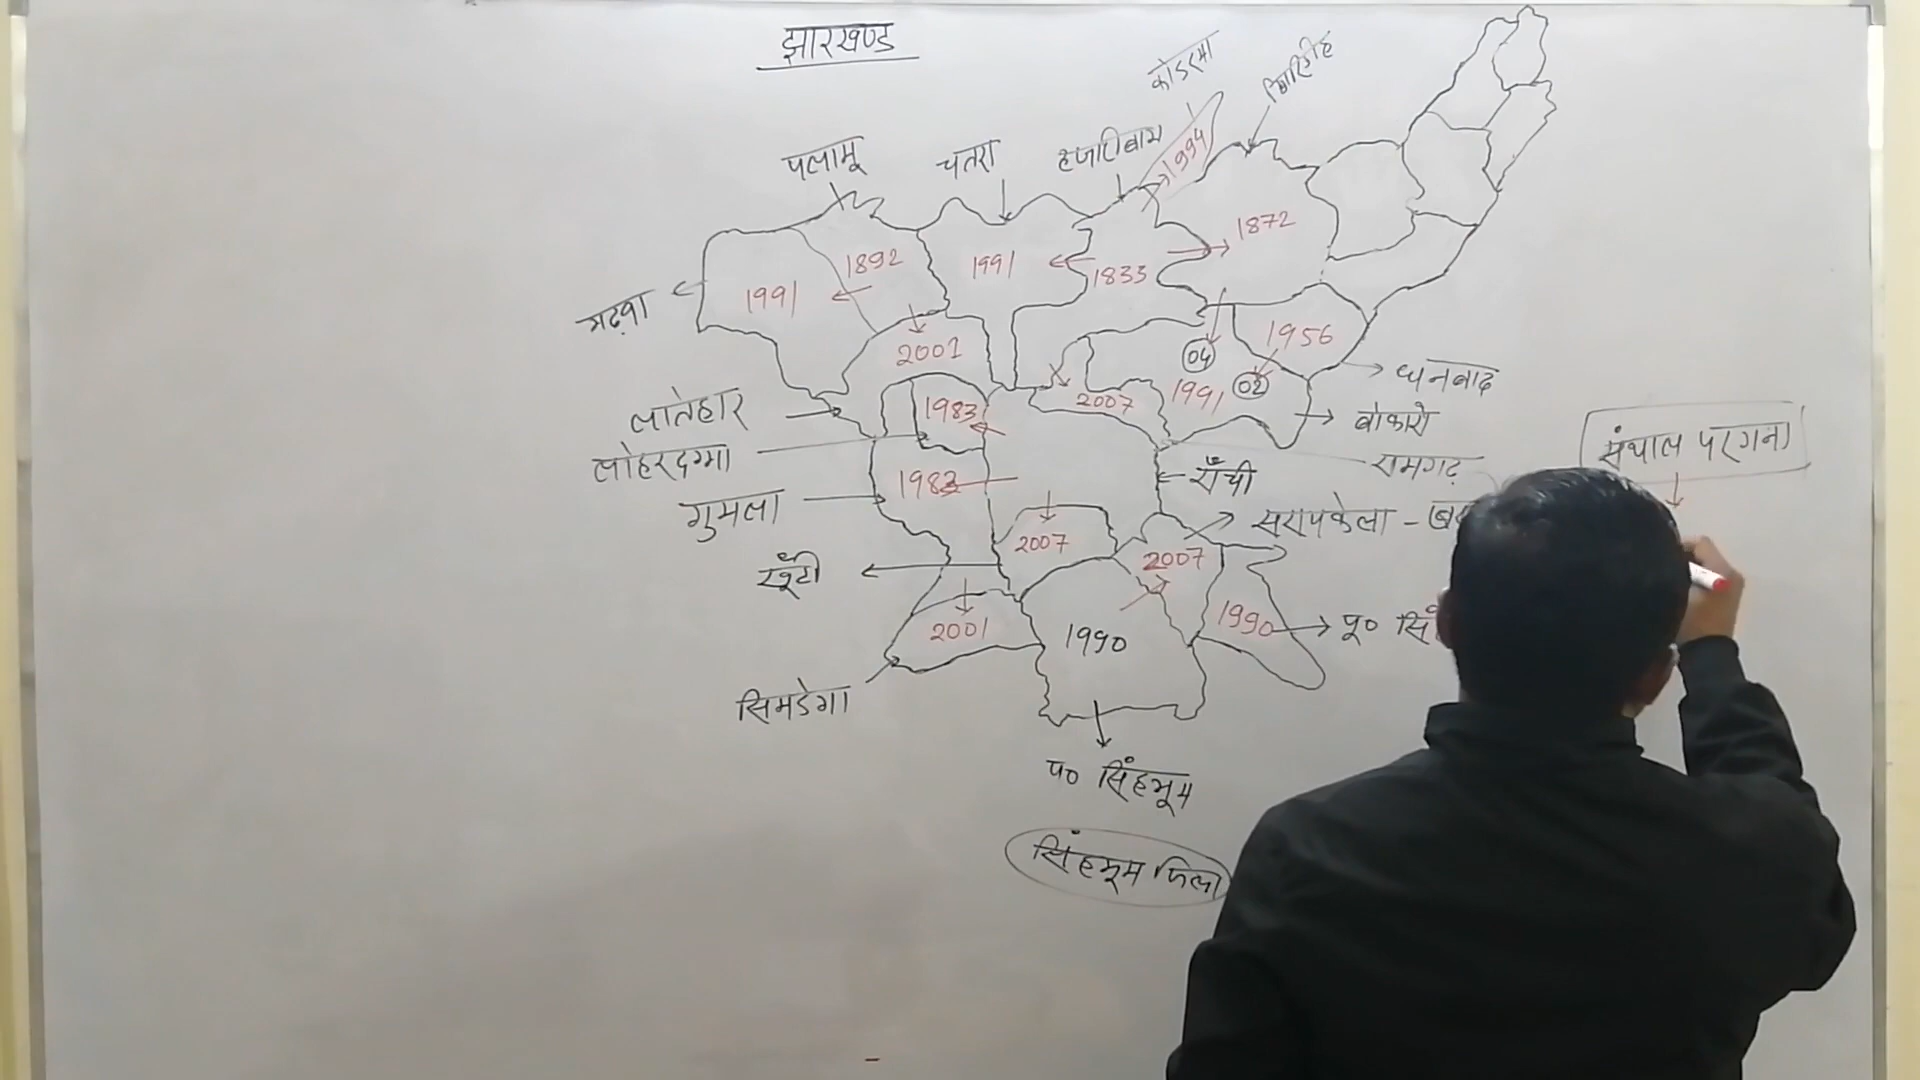 झारखण्ड
कोडरमा
गिरिडीह
पलामू
चतरा
हजारीबाग
1994
1872
1892
1991
1833
1991
गढ़वा
2001
04
1956
02
1991
धनबाद
लातेहार
1983
2007
बोकारो
संथाल परगना
लोहरदग्गा
रामगढ़
1983
राँची
गुमला
सरायकेला -
2007
2007
खूँटी
2001
1990
1990
पू० सिं
सिमडेगा
प० सिंहभूम
सिंहभूम जिला